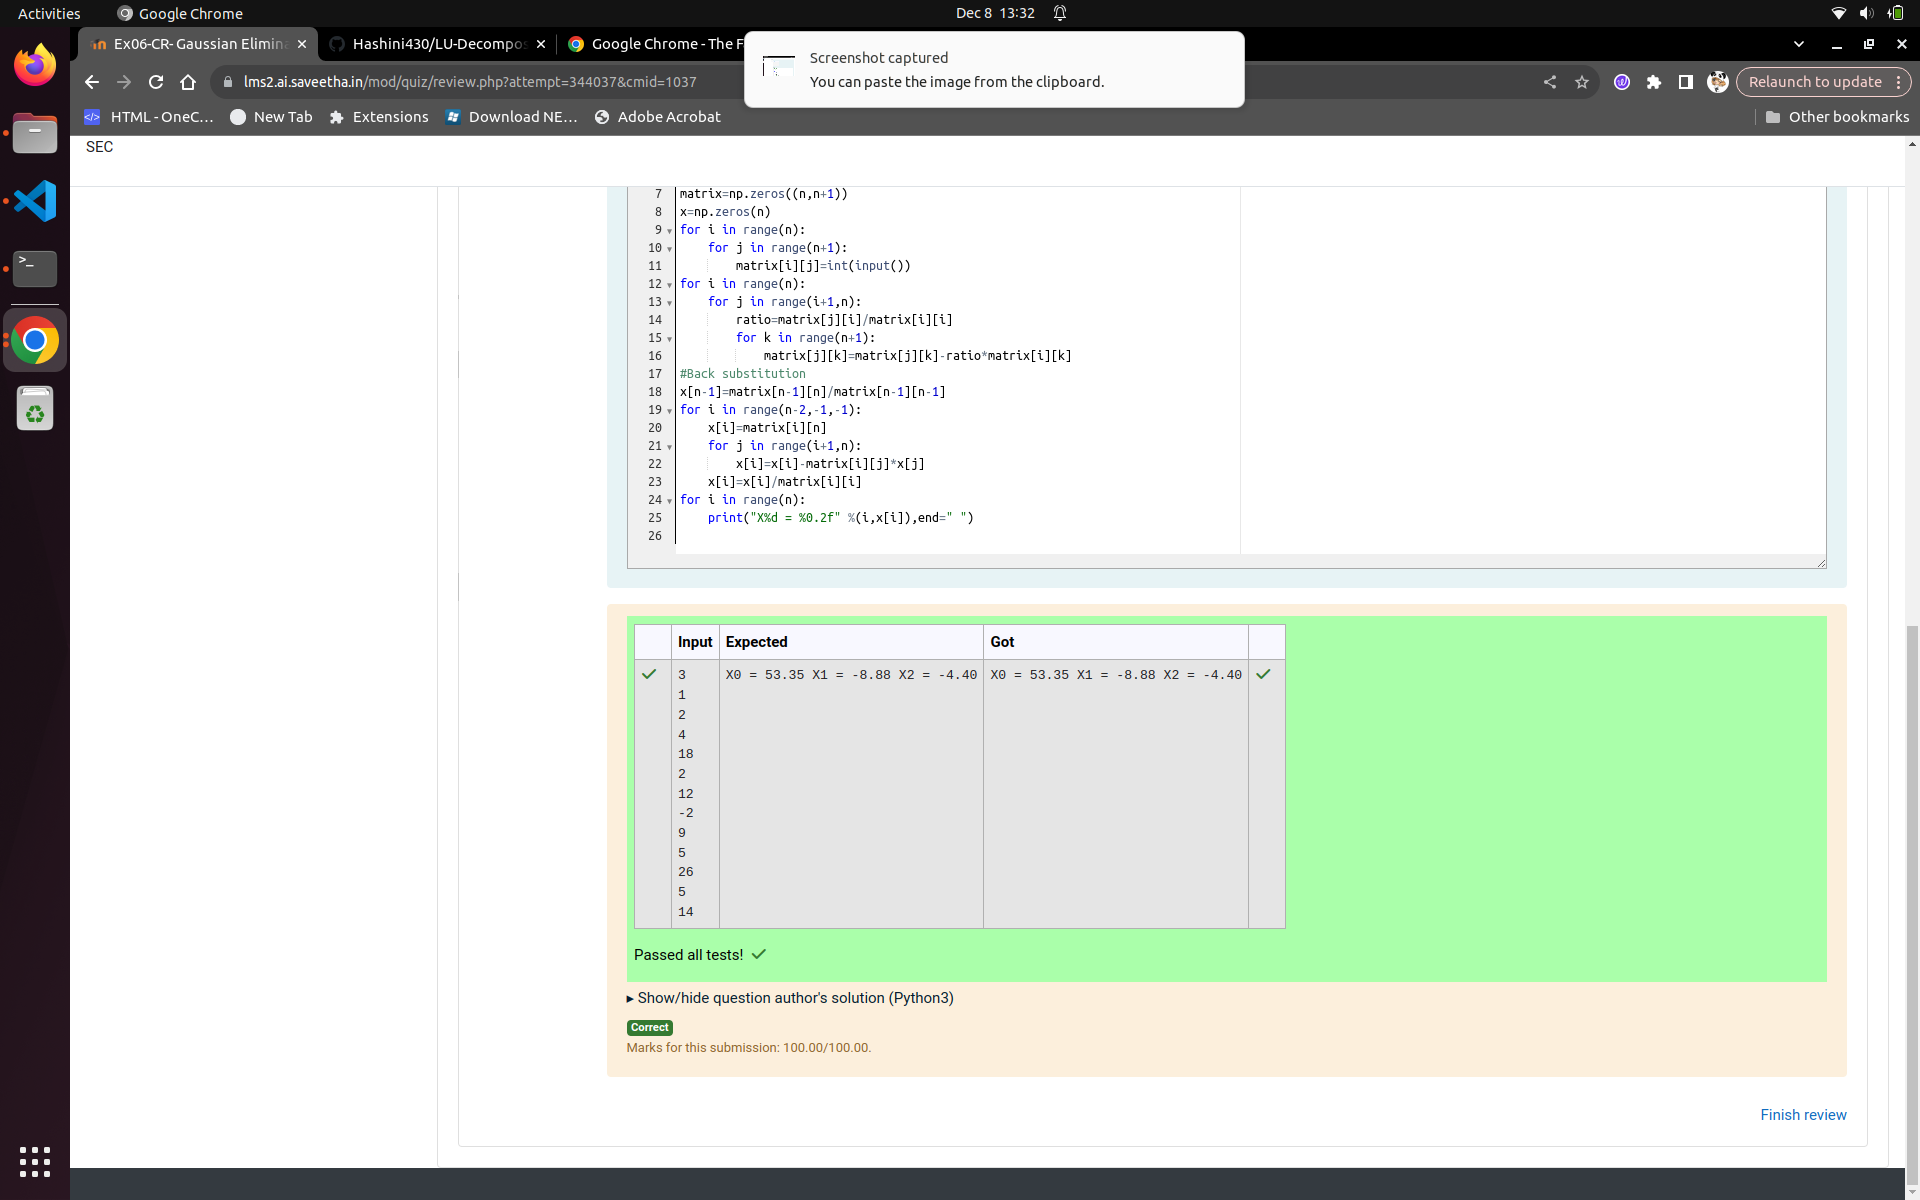 Activities
Google Chrome
Dec 8 13:32
Ex06-CR- Gaussian Elimina
Hashini430/LU-Decompos
Google Chrome - The F
Screenshot captured
You can paste the image from the clipboard.
lms2.ai.saveetha.in/mod/quiz/review.php?attempt=344037&cmid=1037
Relaunch to update
HTML - OneC...
New Tab
Extensions
Download NE...
Adobe Acrobat
Other bookmarks
SEC
7 matrix=np.zeros((n,n+1))
8 x=np.zeros(n)
9 for i in range(n):
10     for j in range(n+1):
11         matrix[i][j]=int(input())
12 for i in range(n):
13     for j in range(i+1,n):
14         ratio=matrix[j][i]/matrix[i][i]
15         for k in range(n+1):
16             matrix[j][k]=matrix[j][k]-ratio*matrix[i][k]
17 #Back substitution
18 x[n-1]=matrix[n-1][n]/matrix[n-1][n-1]
19 for i in range(n-2,-1,-1):
20     x[i]=matrix[i][n]
21     for j in range(i+1,n):
22         x[i]=x[i]-matrix[i][j]*x[j]
23     x[i]=x[i]/matrix[i][i]
24 for i in range(n):
25     print("X%d = %0.2f" %(i,x[i]),end=" ")
26
Input Expected Got
3 X0 = 53.35 X1 = -8.88 X2 = -4.40 X0 = 53.35 X1 = -8.88 X2 = -4.40
1
2
4
18
2
12
-2
9
5
26
5
14
Passed all tests!
Show/hide question author's solution (Python3)
Correct
Marks for this submission: 100.00/100.00.
Finish review